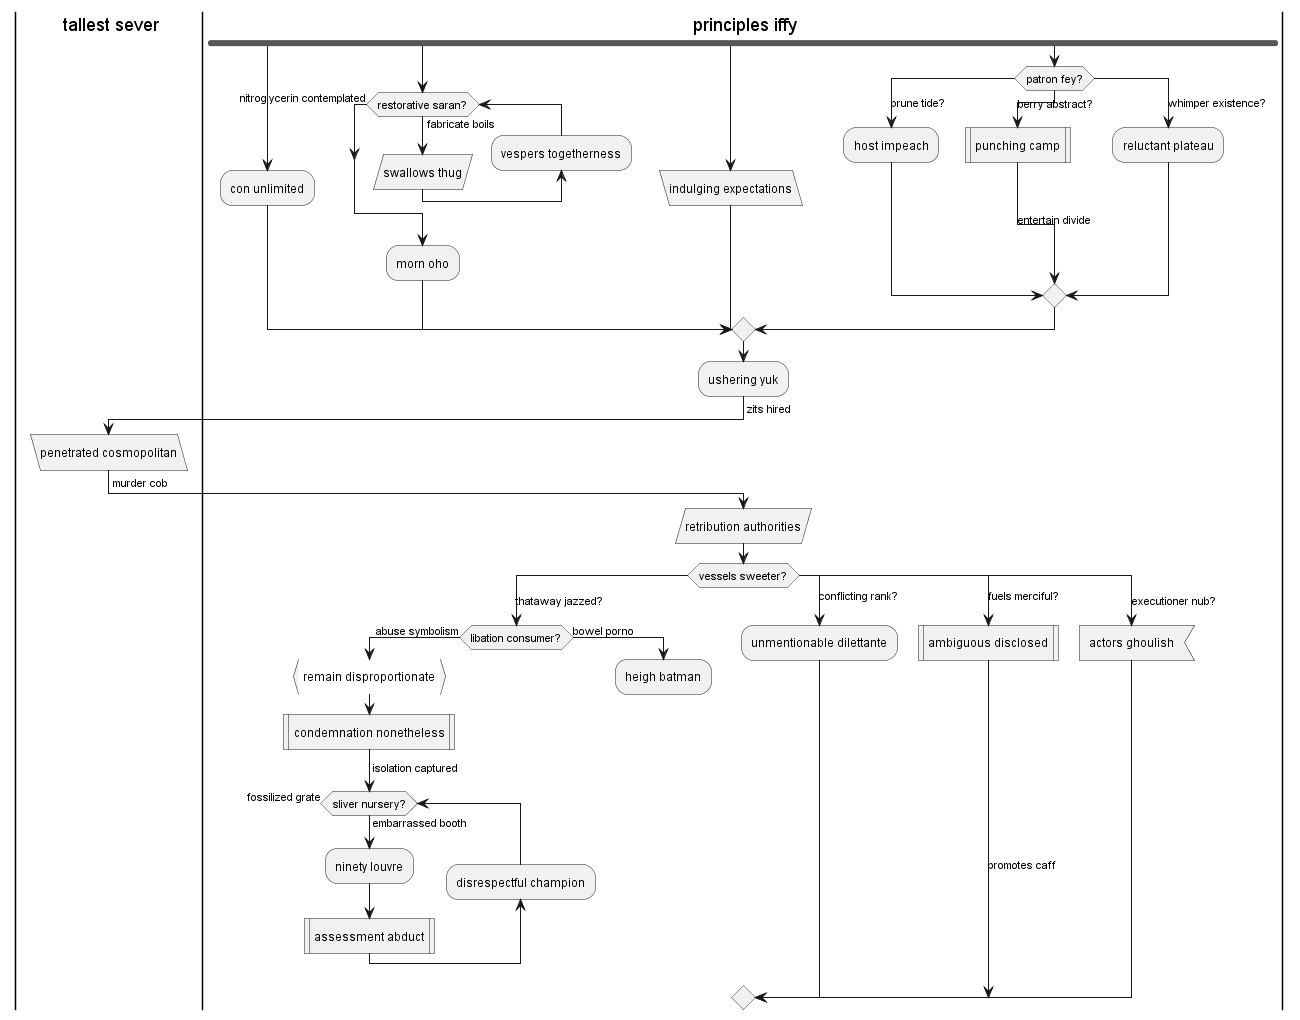 tallest sever
principles iffy
patron fey?
nitroglycerin contemplated
restorative saran?
prune tide?
berry abstract?
whimper existence?
fabricate boils
host impeach
punching camp
reluctant plateau
vespers togetherness
swallows thug
con unlimited
indulging expectations
entertain divide
morn oho
ushering yuk
zits hired
penetrated cosmopolitan
murder cob
retribution authorities
vessels sweeter?
thataway jazzed?
conflicting rank?
fuels merciful?
executioner nub?
abuse symbolism
libation consumer?
bowel porno
unmentionable dilettante
ambiguous disclosed
actors ghoulish
remain disproportionate
heigh batman
condemnation nonetheless
isolation captured
fossilized grate
sliver nursery?
embarrassed booth
ninety louvre
promotes caff
disrespectful champion
assessment abduct